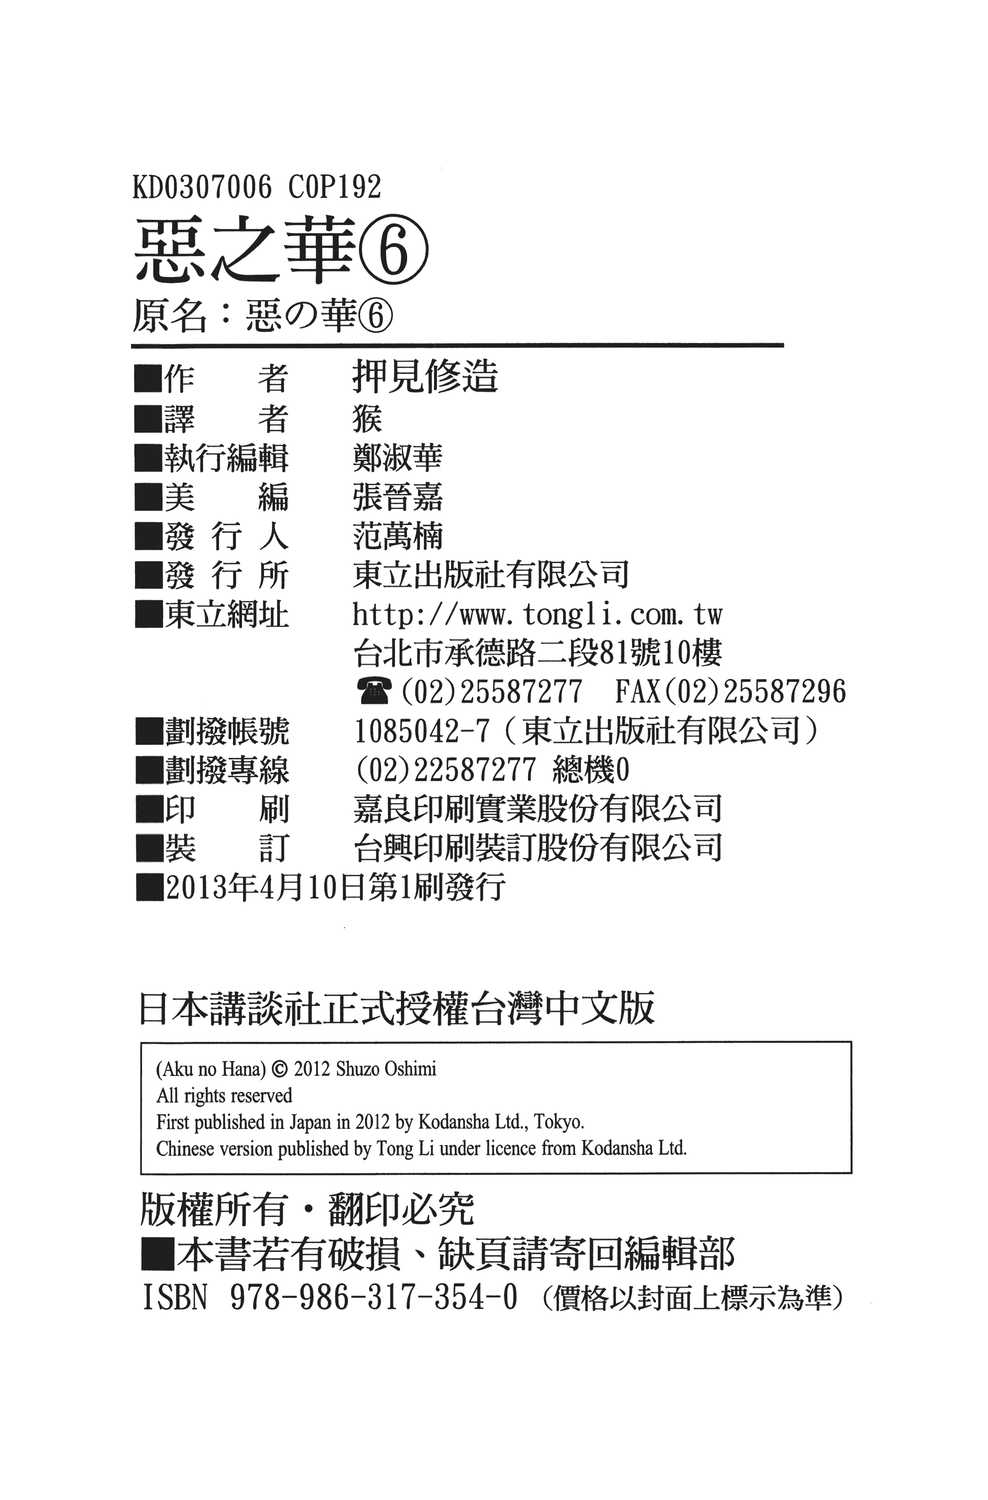 KD0307006 COP192
惡之華⑥
原名：惡の華⑥
■作　者　押見修造
■譯　者　猴
■執行編輯　鄭淑華
■美　編　張晉嘉
■發行人　范萬楠
■發行所　東立出版社有限公司
■東立網址　http://www.tongli.com.tw
台北市承德路二段81號10樓
☎(02)25587277　FAX(02)25587296
■劃撥帳號　1085042-7（東立出版社有限公司）
■劃撥專線　(02)22587277 總機0
■印　刷　嘉良印刷實業股份有限公司
■裝　訂　台興印刷裝訂股份有限公司
■2013年4月10日第1刷發行
日本講談社正式授權台灣中文版
(Aku no Hana) © 2012 Shuzo Oshimi
All rights reserved
First published in Japan in 2012 by Kodansha Ltd., Tokyo.
Chinese version published by Tong Li under licence from Kodansha Ltd.
版權所有・翻印必究
■本書若有破損、缺頁請寄回編輯部
ISBN 978-986-317-354-0（價格以封面上標示為準）